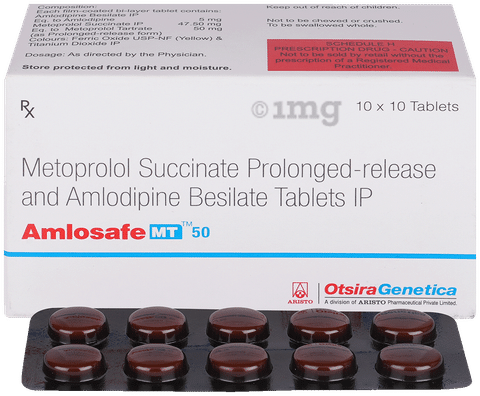 Composition:
Each film-coated bi-layer tablet contains:
Amlodipine Besilate IP
Eq. to Amlodipine 5 mg
Metoprolol Succinate IP 47.50 mg
Eq. to. Metoprolol Tartrate 50 mg
(as Prolonged-release form)
Colours: Ferric Oxide USP-NF (Yellow) &
Titanium Dioxide IP
Dosage: As directed by the Physician.
Store protected from light and moisture.
Keep out of reach of children.
Not to be chewed or crushed.
To be swallowed whole.
SCHEDULE H
PRESCRIPTION DRUG - CAUTION
Not to be sold by retail without the
prescription of a Registered Medical
Practitioner.
Rx
1mg
10 x 10 Tablets
Metoprolol Succinate Prolonged-release
and Amlodipine Besilate Tablets IP
Amlosafe MT™ 50
ARISTO
OtsiraGenetica
A division of ARISTO Pharmaceutical Private Limited.